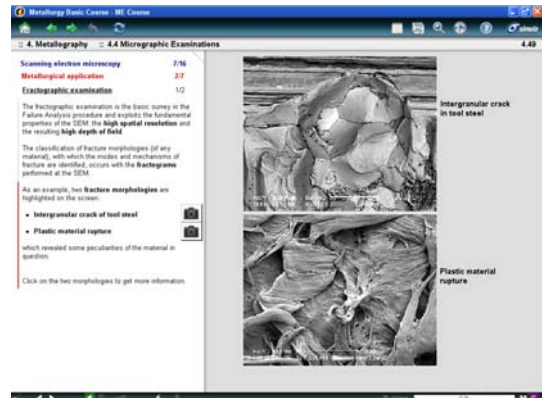 Metallurgy Basic Course - ME Course
:: 4. Metallography :: 4.4 Micrographic Examinations 4.49
Scanning electron microscopy 7/16
Metallurgical application 2/7
Fractographic examination 1/2
The fractographic examination is the basic survey in the
Failure Analysis procedure and exploits the fundamental
properties of the SEM: the high spatial resolution and
the resulting high depth of field.
The classification of fracture morphologies (of any
material), with which the modes and mechanisms of
fracture are identified, occurs with the fractograms
performed at the SEM.
As an example, two fracture morphologies are
highlighted on the screen:
• Intergranular crack of tool steel
• Plastic material rupture
which revealed some peculiarities of the material in
question.
Click on the two morphologies to get more information.
Intergranular crack
in tool steel
Plastic material
rupture